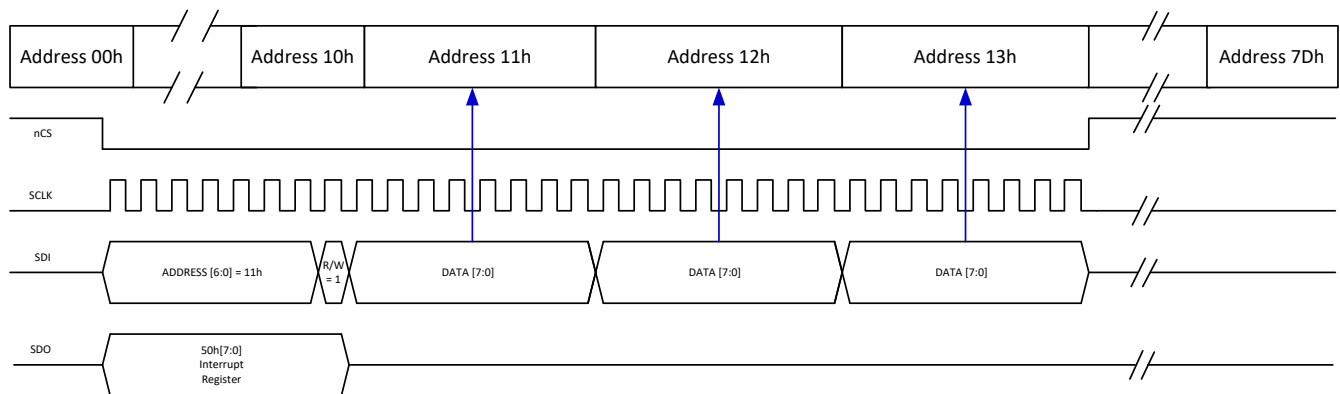 Address 00h
Address 10h
Address 11h
Address 12h
Address 13h
Address 7Dh
nCS
SCLK
SDI
ADDRESS [6:0] = 11h
R/W
= 1
DATA [7:0]
DATA [7:0]
DATA [7:0]
SDO
50h[7:0]
Interrupt
Register